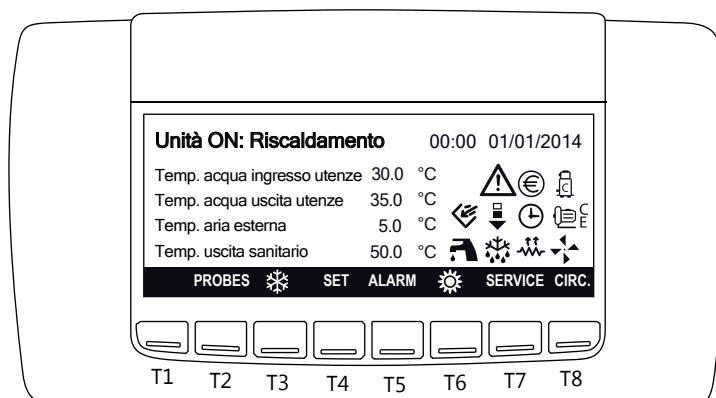 Unità ON: Riscaldamento 00:00 01/01/2014
Temp. acqua ingresso utenze 30.0 °C
Temp. acqua uscita utenze 35.0 °C
Temp. aria esterna 5.0 °C
Temp. uscita sanitario 50.0 °C
€ C
C E
PROBES SET ALARM SERVICE CIRC.
T1 T2 T3 T4 T5 T6 T7 T8